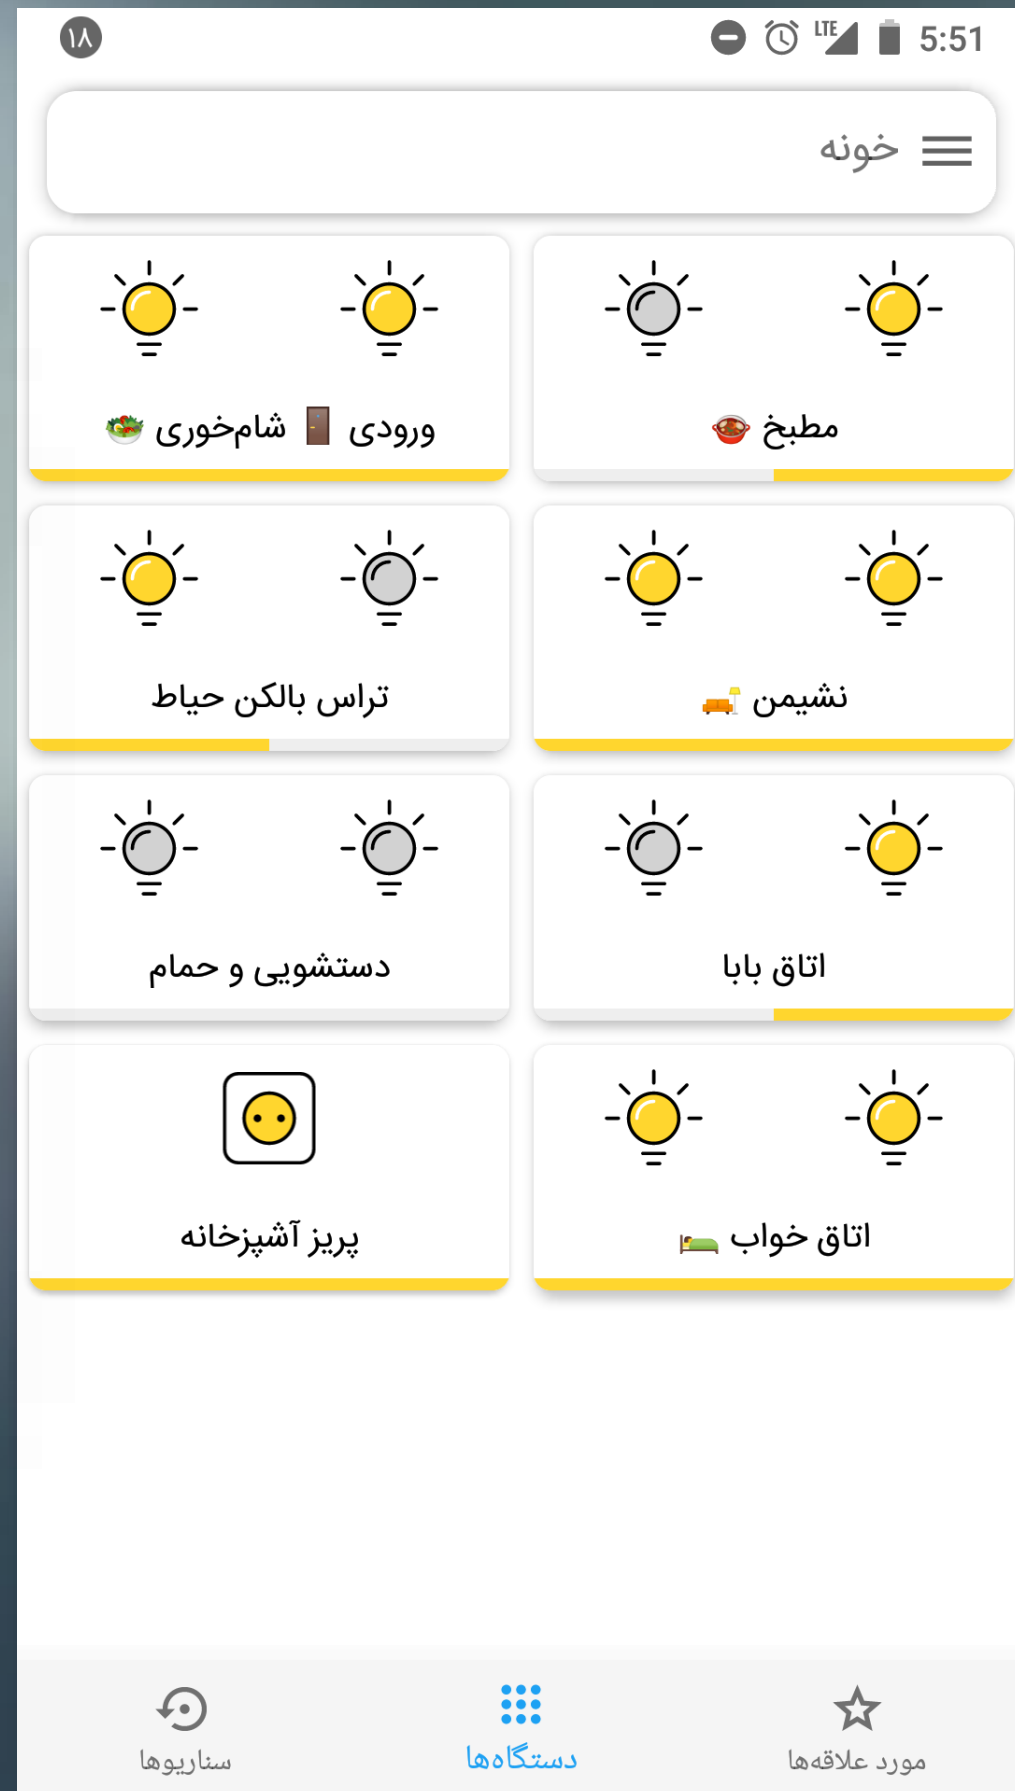 ۱۸ LTE 5:51
خونه
مطبخ 🍲
ورودی 🚪 شام‌خوری 🥗
نشیمن 🛋
تراس بالکن حیاط
اتاق بابا
دستشویی و حمام
اتاق خواب 🛌
پریز آشپزخانه
مورد علاقه‌ها
دستگاه‌ها
سناریوها